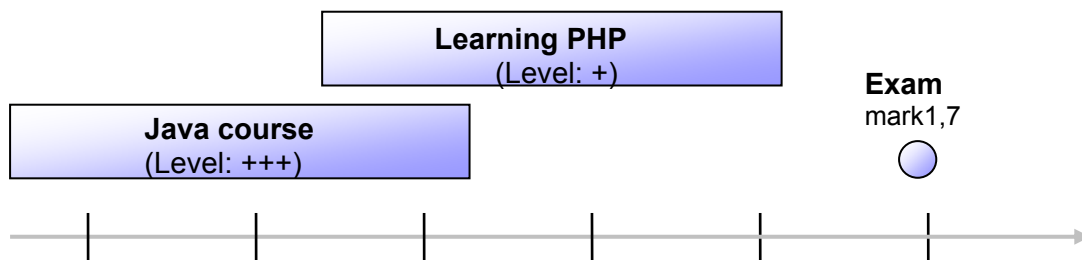 Learning PHP
(Level: +)
Exam
mark1,7
Java course
(Level: +++)